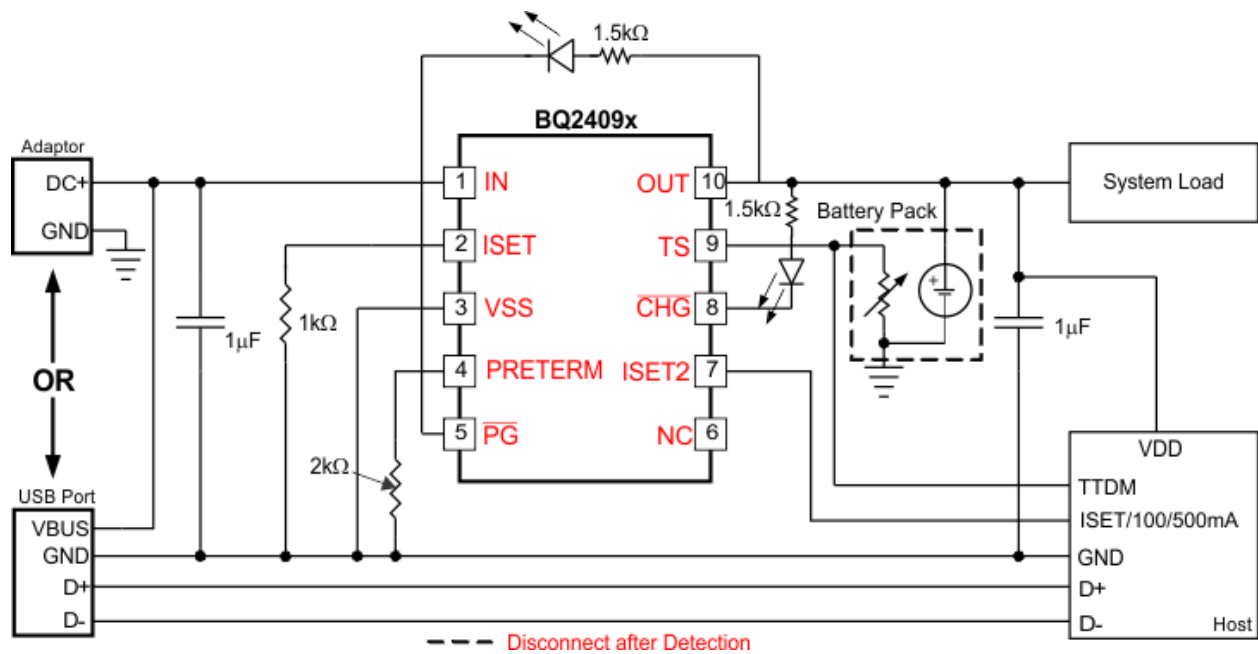 1.5kΩ
BQ2409x
Adaptor
DC+
GND
1 IN
OUT 10
System Load
1.5kΩ
Battery Pack
2 ISET
TS 9
+
3 VSS
CHG 8
1kΩ
1μF
1μF
OR
4 PRETERM
ISET2 7
5 PG
NC 6
2kΩ
VDD
USB Port
TTDM
VBUS
ISET/100/500mA
GND
GND
D+
D+
D-
D-
Host
Disconnect after Detection